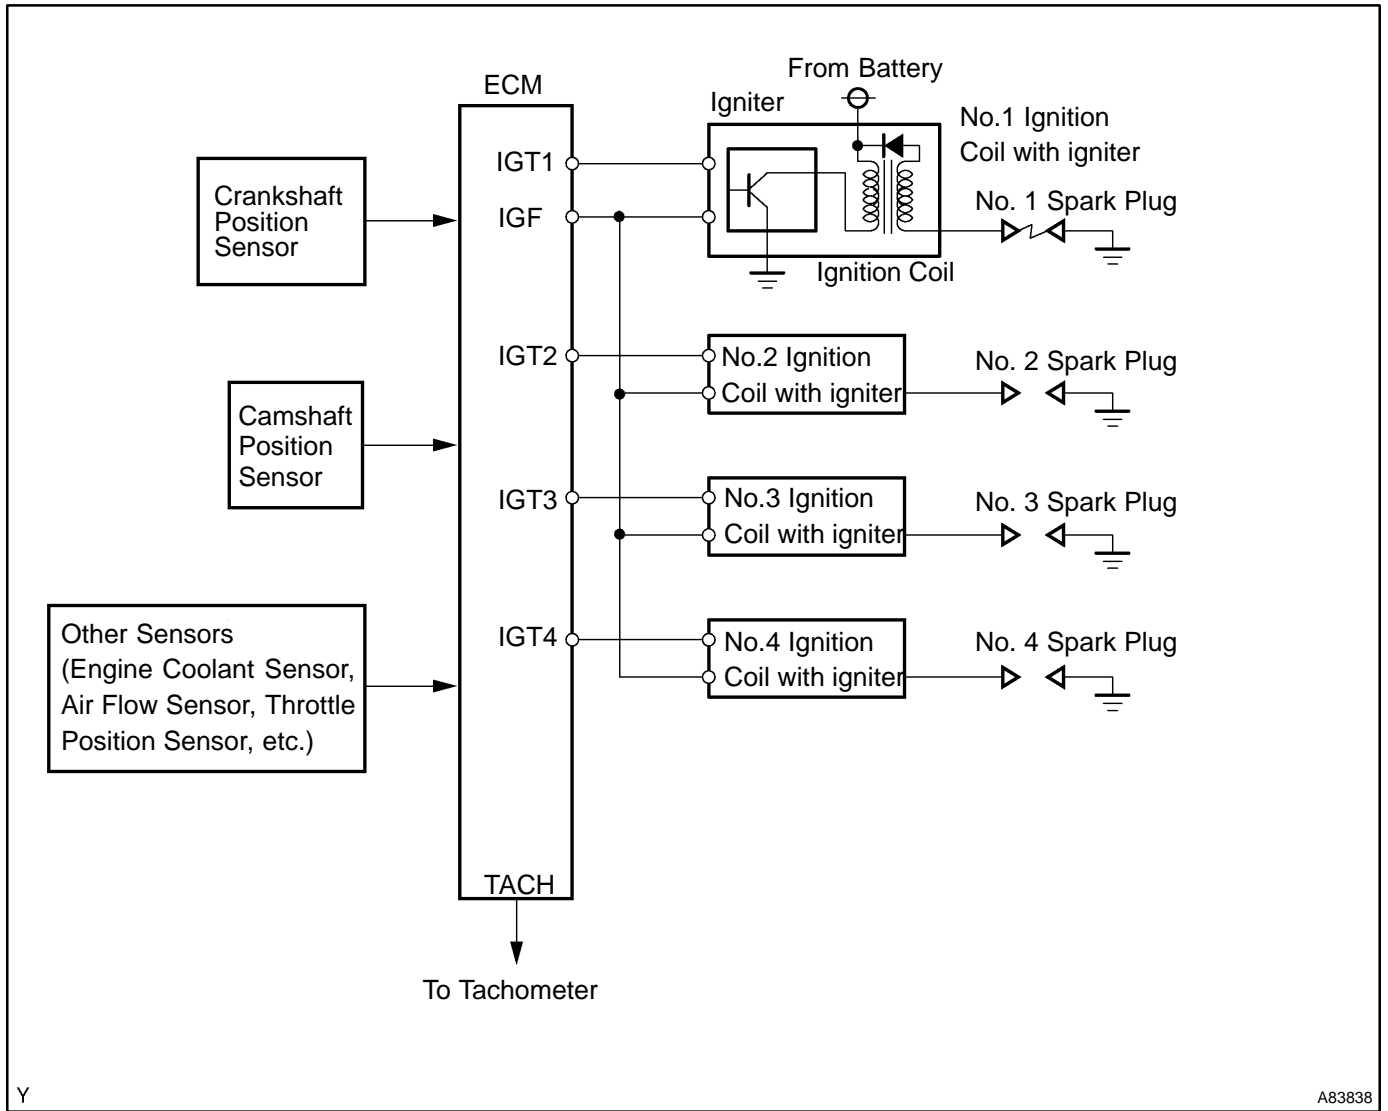 From Battery
ECM
Igniter
No.1 Ignition
Coil with igniter
IGT1
Crankshaft
Position
Sensor
IGF
No. 1 Spark Plug
Ignition Coil
IGT2
No.2 Ignition
Coil with igniter
No. 2 Spark Plug
Camshaft
Position
Sensor
IGT3
No.3 Ignition
Coil with igniter
No. 3 Spark Plug
Other Sensors
(Engine Coolant Sensor,
Air Flow Sensor, Throttle
Position Sensor, etc.)
IGT4
No.4 Ignition
Coil with igniter
No. 4 Spark Plug
TACH
To Tachometer
Y
A83838